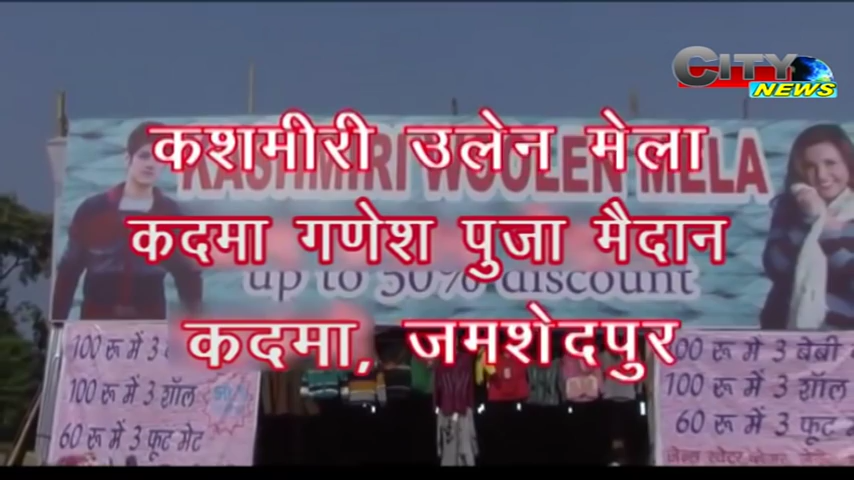 CITY
NEWS
कशमीरी उलेन मेला
KASHMIRI WOOLEN MELA
कदमा गणेश पुजा मैदान
up to 50% discount
कदमा, जमशेदपुर
100 रू में 3
100 रू में 3 शॉल
60 रू में 3 फूट मेट
00 रू में 3 बेबी
100 रू में 3 शॉल
60 रू में 3 फूट मे